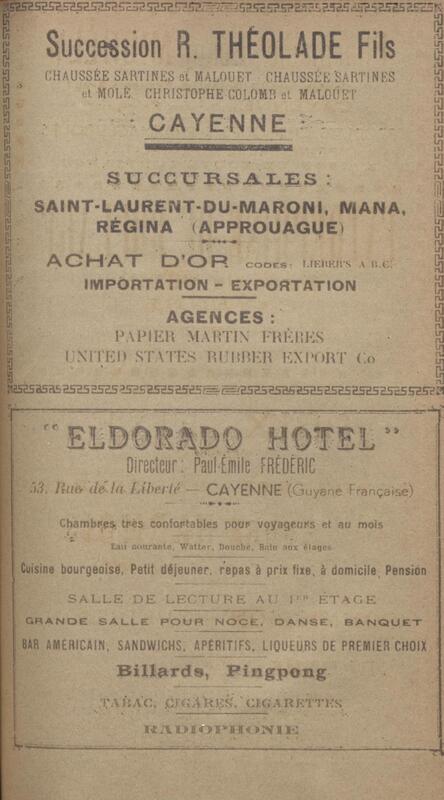 Succession R. THÉOLADE Fils
CHAUSSÉE SARTINES et MALOUET CHAUSSÉE SARTINES
et MOLÉ CHRISTOPHE COLOMB et MALOUET
CAYENNE
SUCCURSALES :
SAINT-LAURENT-DU-MARONI, MANA,
RÉGINA (APPROUAGUE)
ACHAT D'OR CODES: LIEBER'S A B.C.
IMPORTATION - EXPORTATION
AGENCES :
PAPIER MARTIN FRÈRES
UNITED STATES RUBBER EXPORT Co
"ELDORADO HOTEL"
Directeur : Paul-Émile FRÉDÉRIC
53, Rue de la Liberté — CAYENNE (Guyane Française)
Chambres très confortables pour voyageurs et au mois
Eau courante, Watter, Douche, Bain aux étages
Cuisine bourgeoise, Petit déjeuner, repas à prix fixe, à domicile, Pension
SALLE DE LECTURE AU 1ER ÉTAGE
GRANDE SALLE POUR NOCE, DANSE, BANQUET
BAR AMERICAIN, SANDWICHS, APÉRITIFS, LIQUEURS DE PREMIER CHOIX
Billards, Pingpong
TABAC, CIGARES, CIGARETTES
RADIOPHONIE